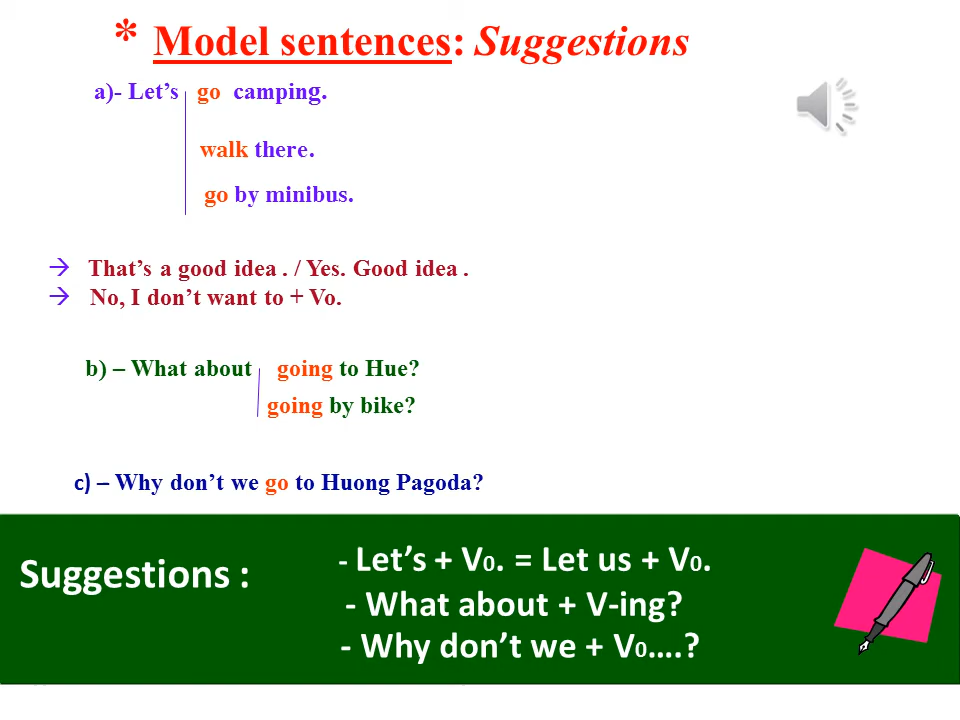 * Model sentences: Suggestions
a)- Let’s go camping.
walk there.
go by minibus.
→ That’s a good idea . / Yes. Good idea .
→ No, I don’t want to + Vo.
b) – What about going to Hue?
going by bike?
c) – Why don’t we go to Huong Pagoda?
Suggestions :
- Let’s + V0. = Let us + V0.
- What about + V-ing?
- Why don’t we + V0….?